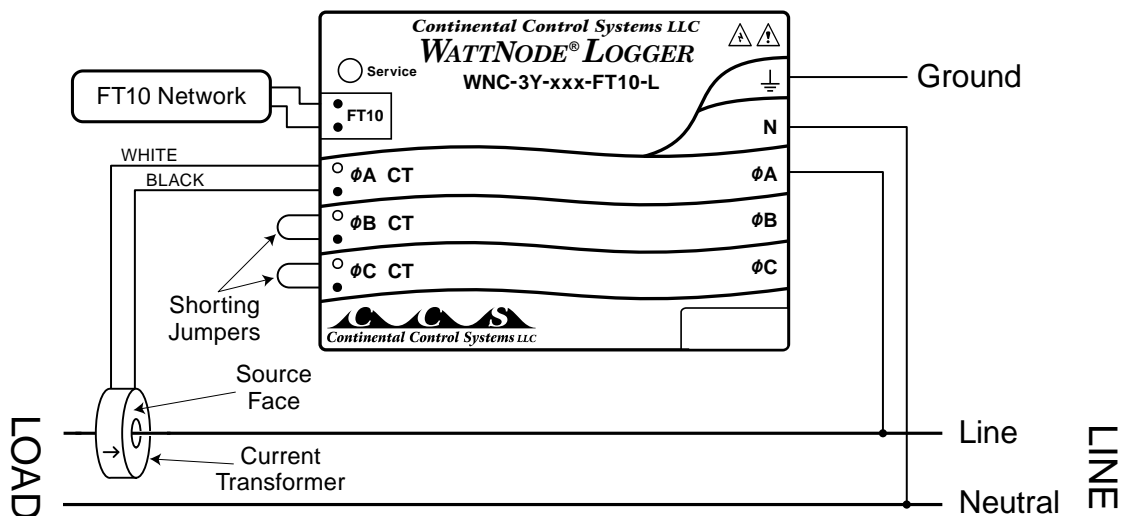 Continental Control Systems LLC
WATTNODE® LOGGER
WNC-3Y-xxx-FT10-L
Service
Ground
FT10 Network
FT10
N
WHITE
ϕA CT
ϕA
BLACK
ϕB CT
ϕB
ϕC CT
ϕC
Shorting
Jumpers
C C S
Continental Control Systems LLC
Source
Face
LOAD
Line
LINE
Current
Transformer
Neutral